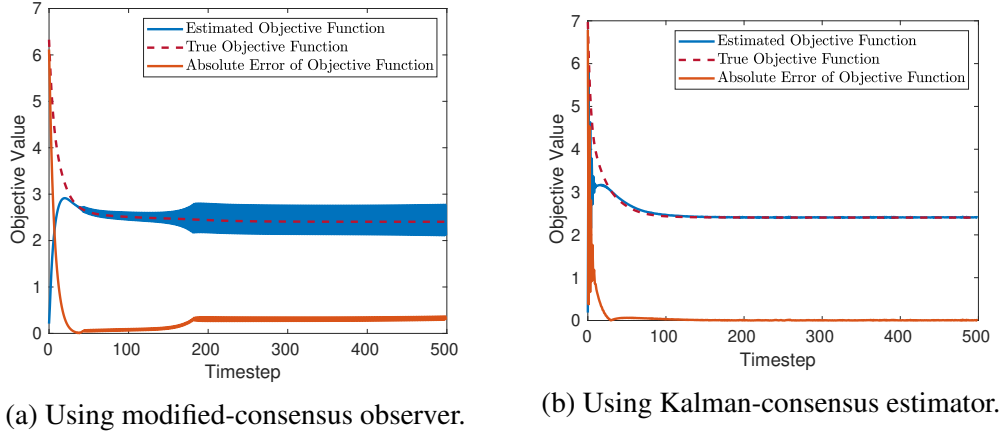 7
6
5
4
3
2
1
0
Objective Value
Estimated Objective Function
True Objective Function
Absolute Error of Objective Function
0 100 200 300 400 500
Timestep
(a) Using modified-consensus observer.
7
6
5
4
3
2
1
0
Objective Value
Estimated Objective Function
True Objective Function
Absolute Error of Objective Function
0 100 200 300 400 500
Timestep
(b) Using Kalman-consensus estimator.